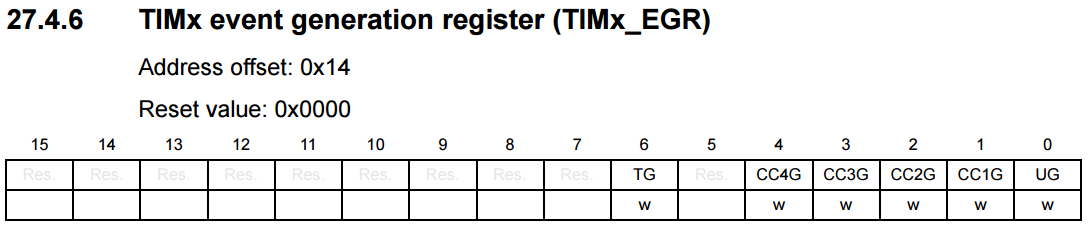 27.4.6 TIMx event generation register (TIMx_EGR)
Address offset: 0x14
Reset value: 0x0000
15 14 13 12 11 10 9 8 7 6 5 4 3 2 1 0
Res. Res. Res. Res. Res. Res. Res. Res. Res. TG Res. CC4G CC3G CC2G CC1G UG
w w w w w w